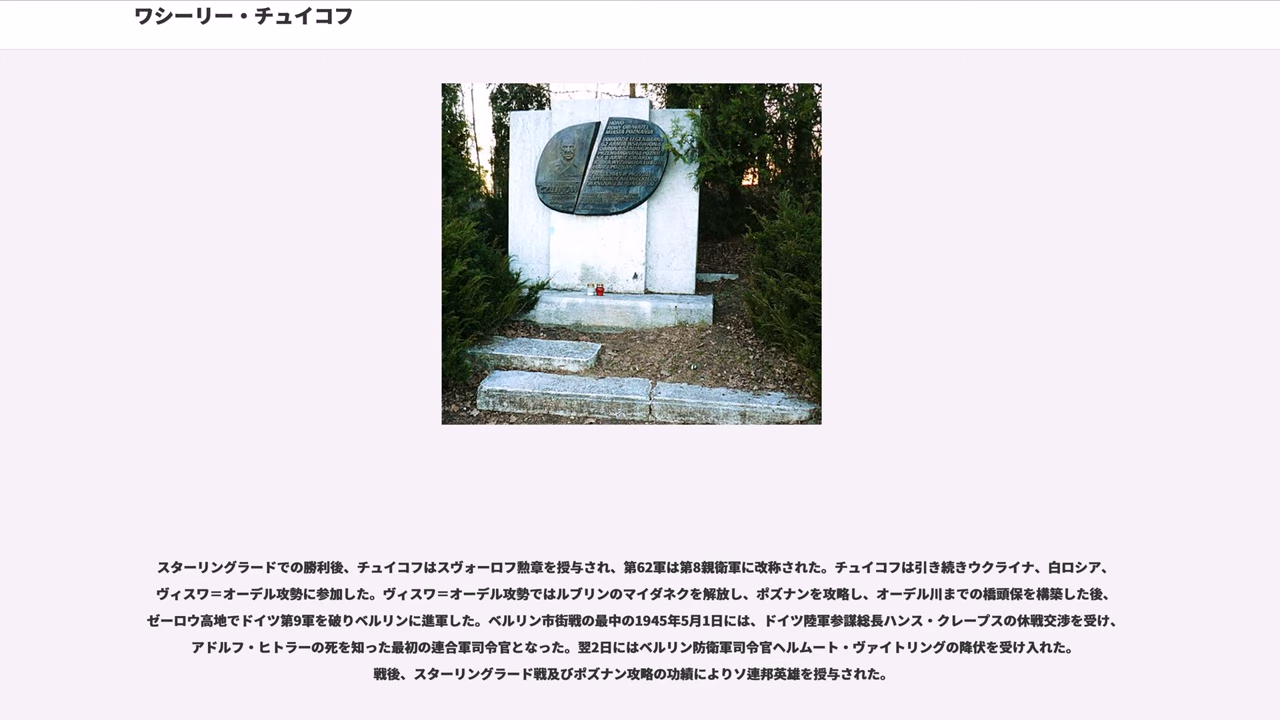 ワシーリー・チュイコフ
スターリングラードでの勝利後、チュイコフはスヴォーロフ勲章を授与され、第62軍は第8親衛軍に改称された。チュイコフは引き続きウクライナ、白ロシア、
ヴィスワ＝オーデル攻勢に参加した。ヴィスワ＝オーデル攻勢ではルブリンのマイダネクを解放し、ポズナンを攻略し、オーデル川までの橋頭保を構築した後、
ゼーロウ高地でドイツ第9軍を破りベルリンに進軍した。ベルリン市街戦の最中の1945年5月1日には、ドイツ陸軍参謀総長ハンス・クレープスの休戦交渉を受け、
アドルフ・ヒトラーの死を知った最初の連合軍司令官となった。翌2日にはベルリン防衛軍司令官ヘルムート・ヴァイトリングの降伏を受け入れた。
戦後、スターリングラード戦及びポズナン攻略の功績によりソ連邦英雄を授与された。